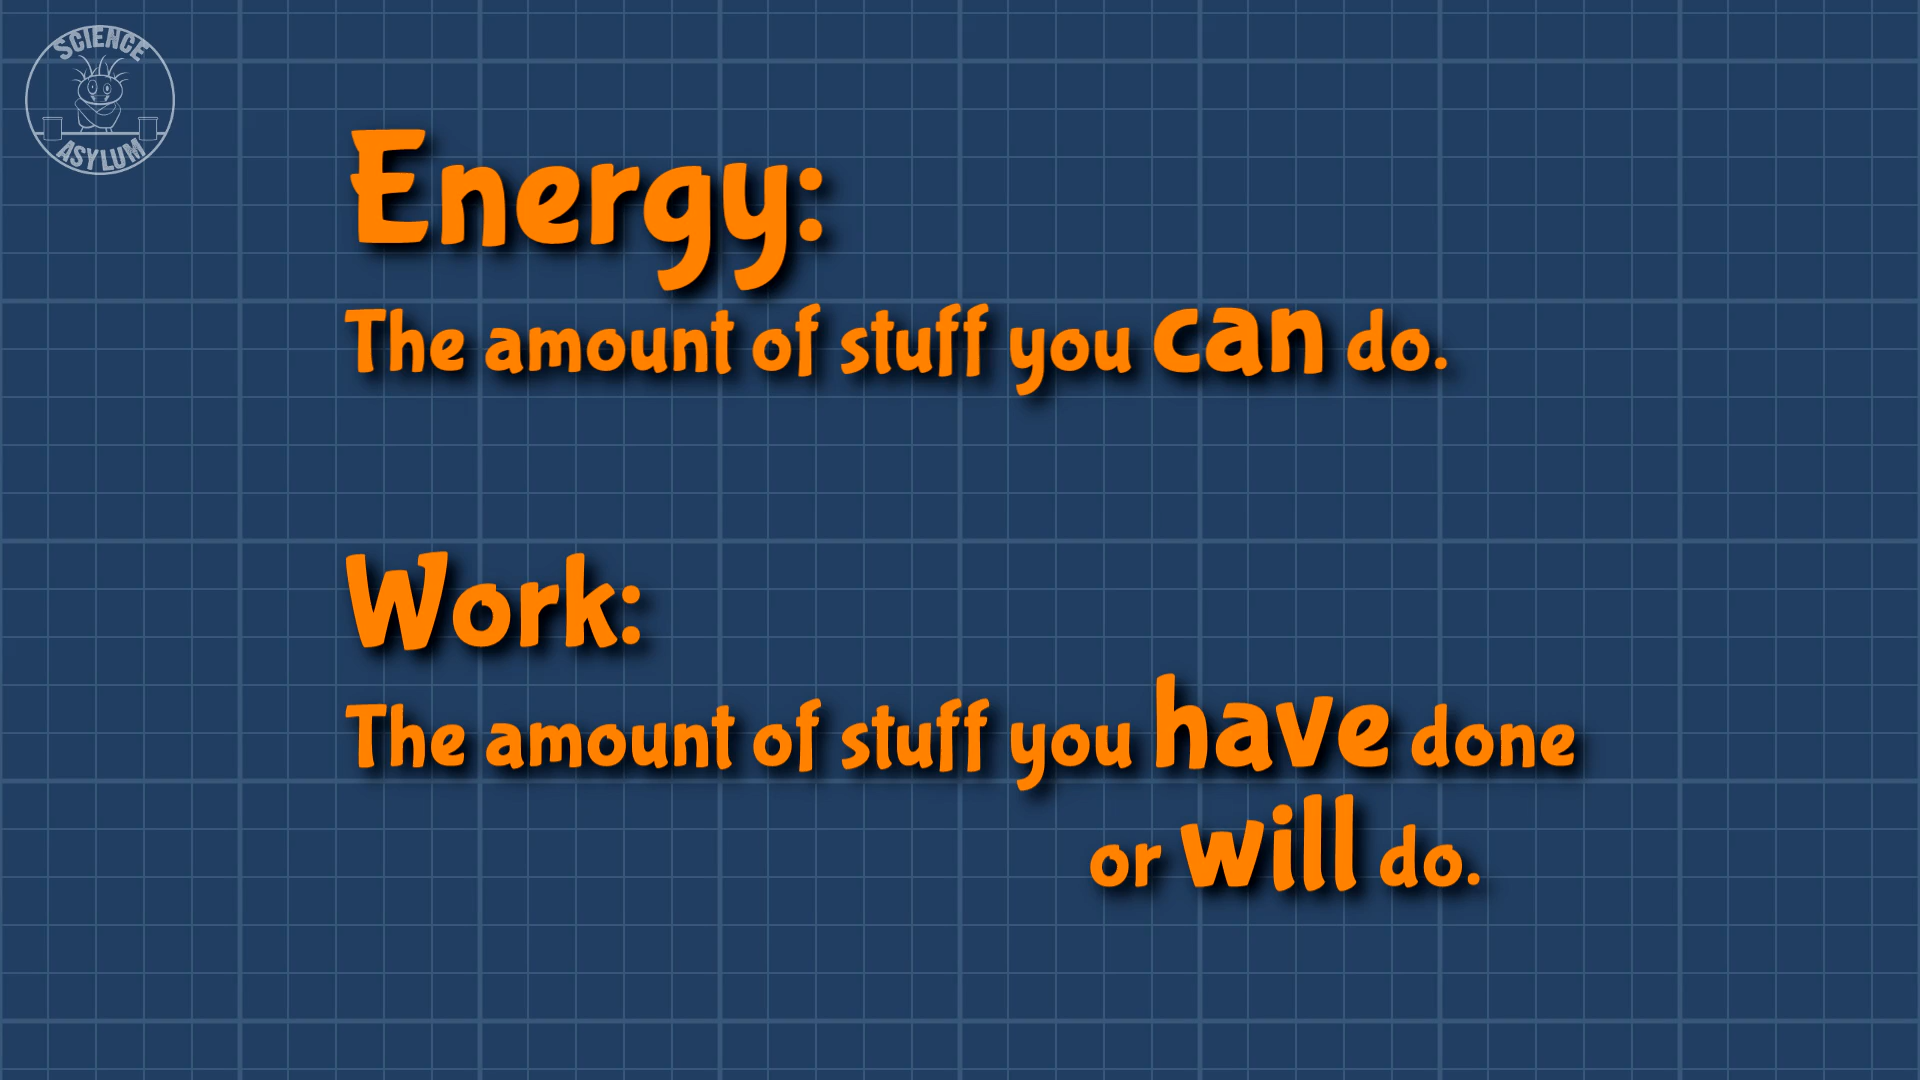 SCIENCE
ASYLUM
Energy:
The amount of stuff you can do.
Work:
The amount of stuff you have done
or will do.